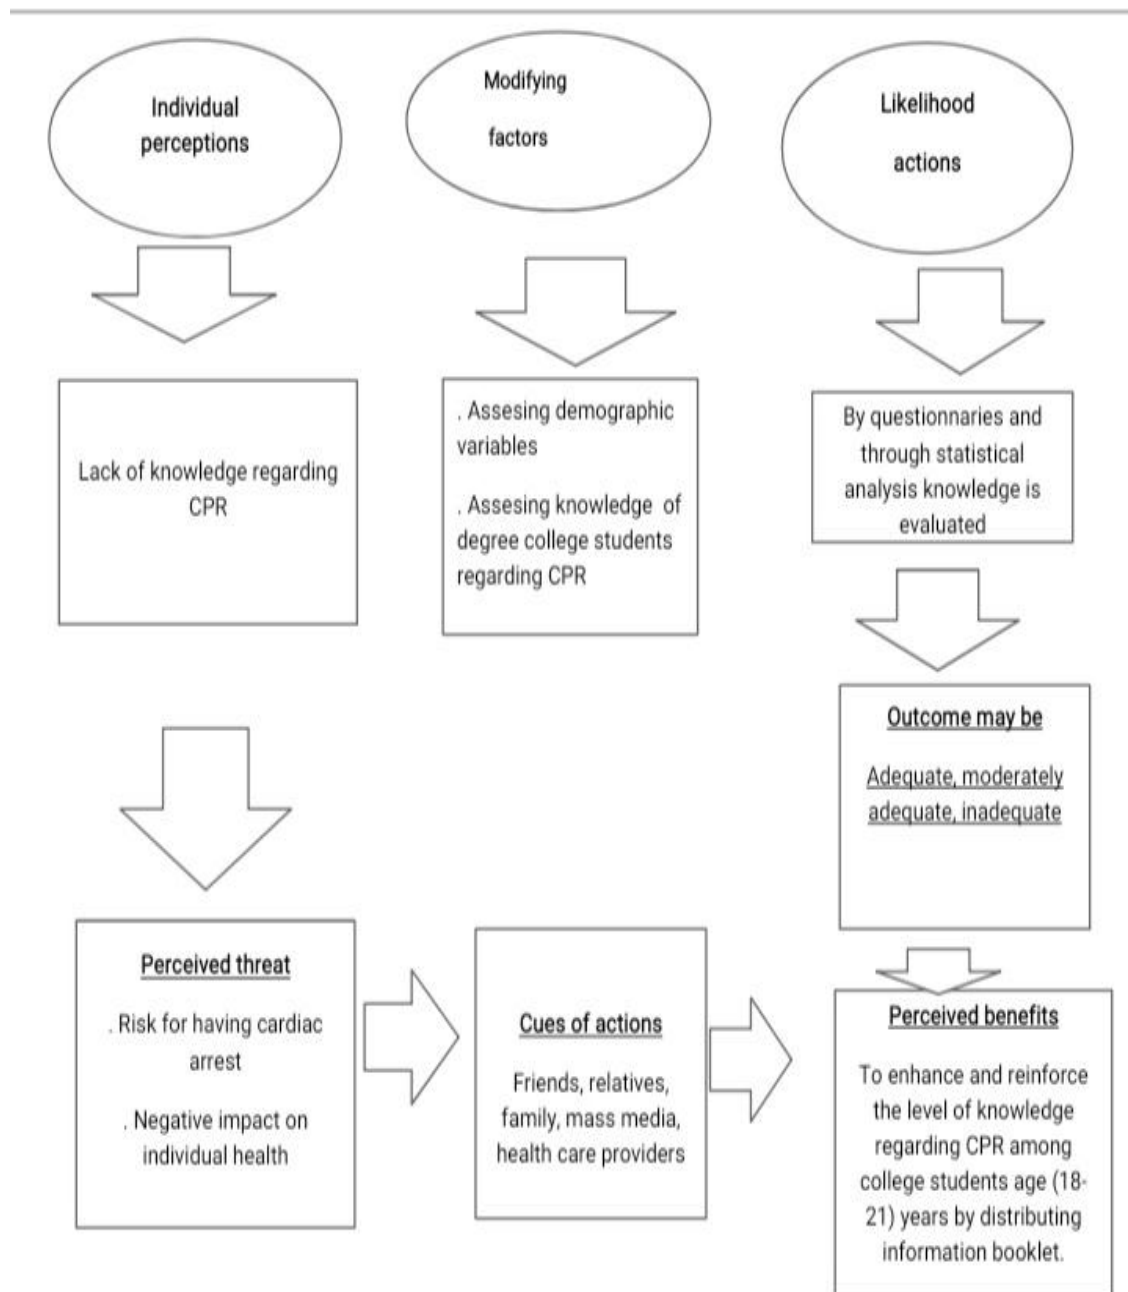 Individual
perceptions
Modifying
factors
Likelihood
actions
Lack of knowledge regarding
CPR
. Assesing demographic
variables
. Assesing knowledge of
degree college students
regarding CPR
By questionnaries and
through statistical
analysis knowledge is
evaluated
Outcome may be
Adequate, moderately
adequate, inadequate
Perceived threat
. Risk for having cardiac
arrest
. Negative impact on
individual health
Cues of actions
Friends, relatives,
family, mass media,
health care providers
Perceived benefits
To enhance and reinforce
the level of knowledge
regarding CPR among
college students age (18-
21) years by distributing
information booklet.